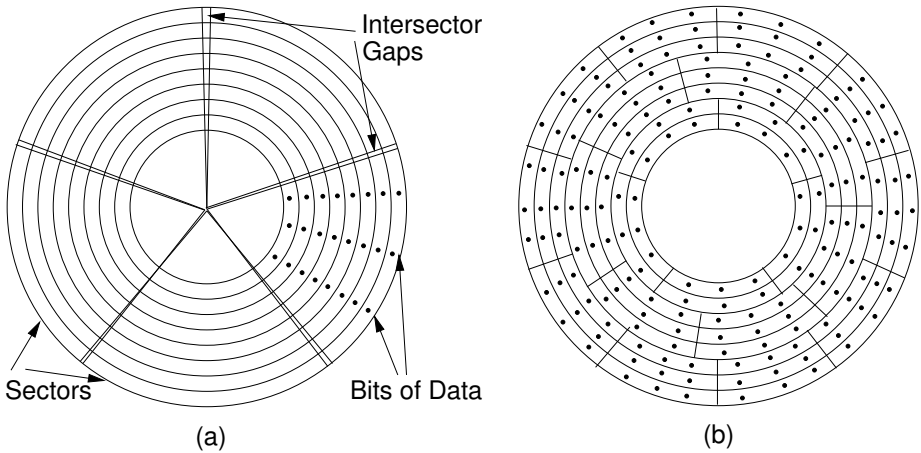 Intersector
Gaps
Sectors
Bits of Data
(a)
(b)